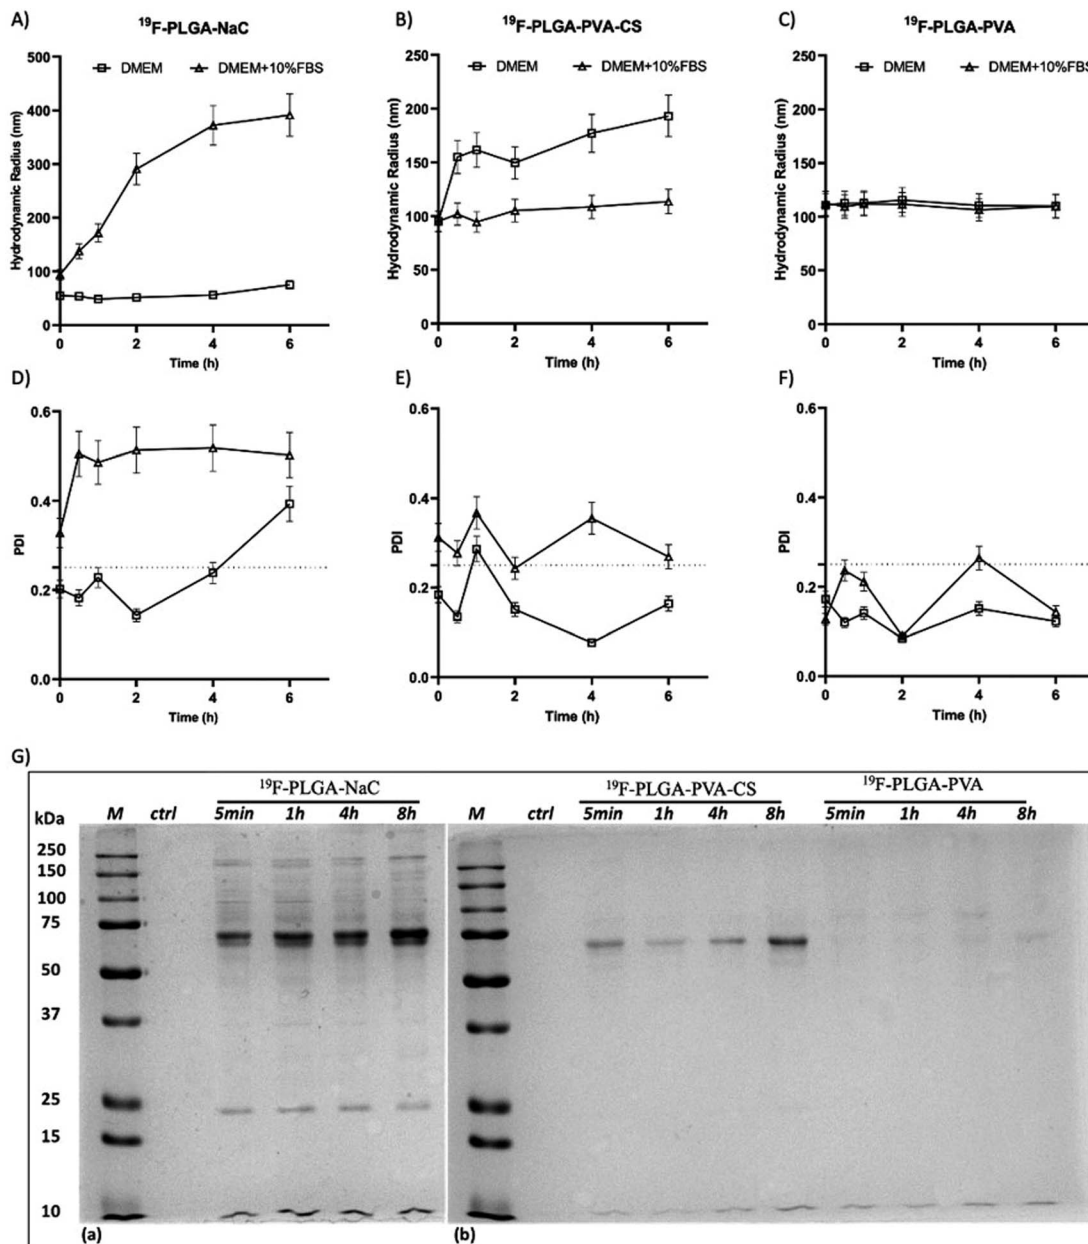 A)
¹⁹F-PLGA-NaC
DMEM
DMEM+10%FBS
Hydrodynamic Radius (nm)
500
400
300
200
100
0
0 2 4 6
Time (h)
B)
¹⁹F-PLGA-PVA-CS
DMEM
DMEM+10%FBS
Hydrodynamic Radius (nm)
250
200
150
100
50
0
0 2 4 6
Time (h)
C)
¹⁹F-PLGA-PVA
DMEM
DMEM+10%FBS
Hydrodynamic Radius (nm)
250
200
150
100
50
0
0 2 4 6
Time (h)
D)
PDI
0.6
0.4
0.2
0.0
0 2 4 6
Time (h)
E)
PDI
0.6
0.4
0.2
0.0
0 2 4 6
Time (h)
F)
PDI
0.6
0.4
0.2
0.0
0 2 4 6
Time (h)
G)
¹⁹F-PLGA-NaC
¹⁹F-PLGA-PVA-CS
¹⁹F-PLGA-PVA
kDa
M ctrl 5min 1h 4h 8h
M ctrl 5min 1h 4h 8h 5min 1h 4h 8h
250
150
100
75
50
37
25
15
10
(a)
(b)